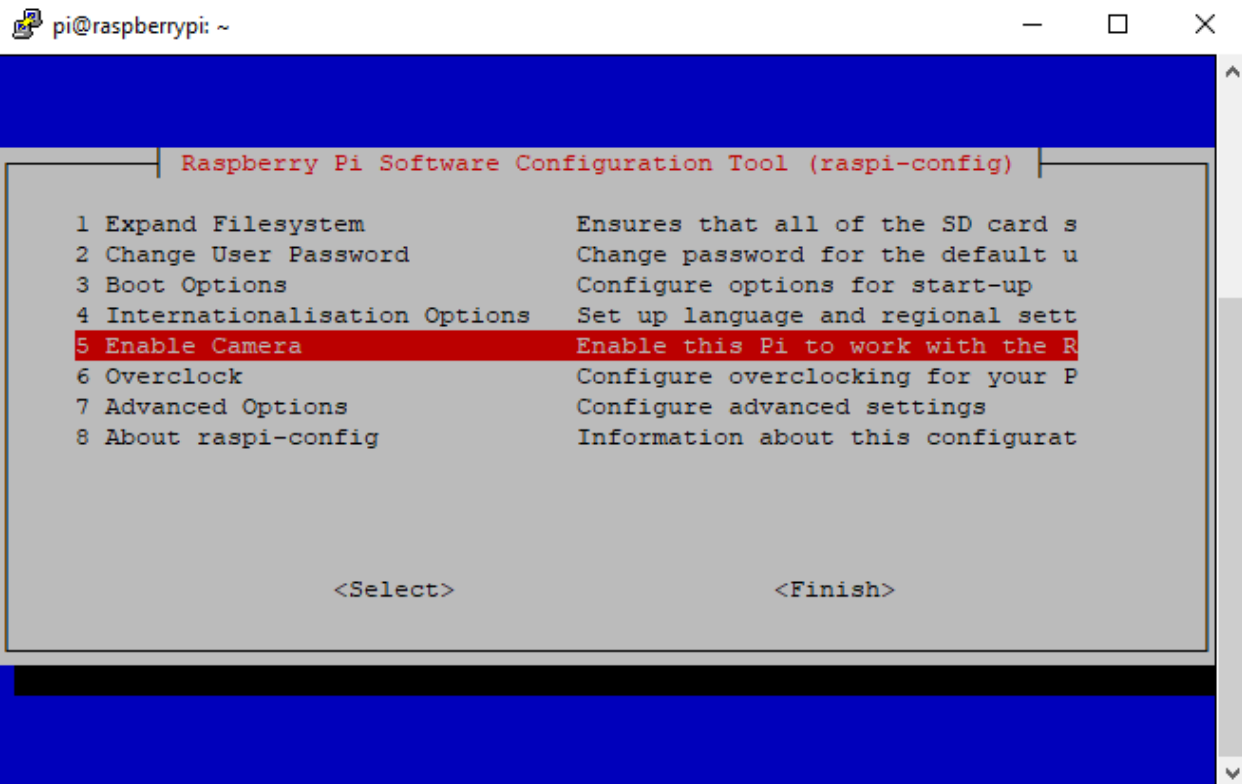 pi@raspberrypi: ~
Raspberry Pi Software Configuration Tool (raspi-config)
1 Expand Filesystem Ensures that all of the SD card s
2 Change User Password Change password for the default u
3 Boot Options Configure options for start-up
4 Internationalisation Options Set up language and regional sett
5 Enable Camera Enable this Pi to work with the R
6 Overclock Configure overclocking for your P
7 Advanced Options Configure advanced settings
8 About raspi-config Information about this configurat
<Select> <Finish>